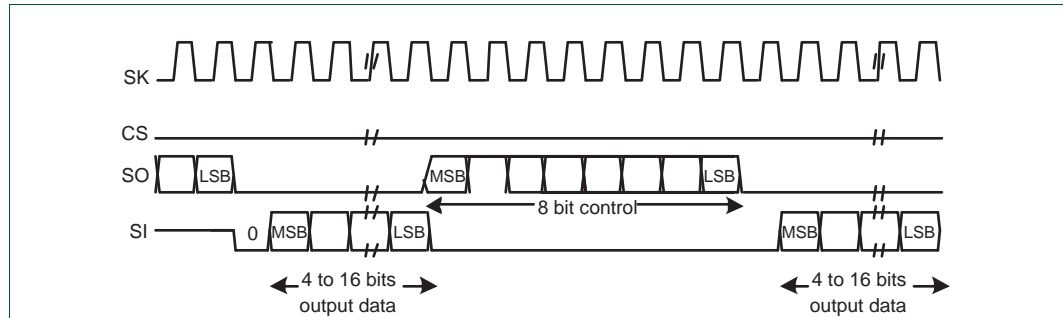 SK
CS
SO
LSB
MSB
LSB
8 bit control
SI
0
MSB
LSB
MSB
LSB
4 to 16 bits
output data
4 to 16 bits
output data